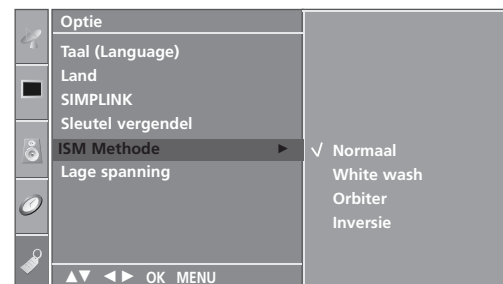 Optie
Taal (Language)
Land
SIMPLINK
Sleutel vergendel
ISM Methode ►
Lage spanning
√ Normaal
White wash
Orbiter
Inversie
▲▼ ◄► OK MENU